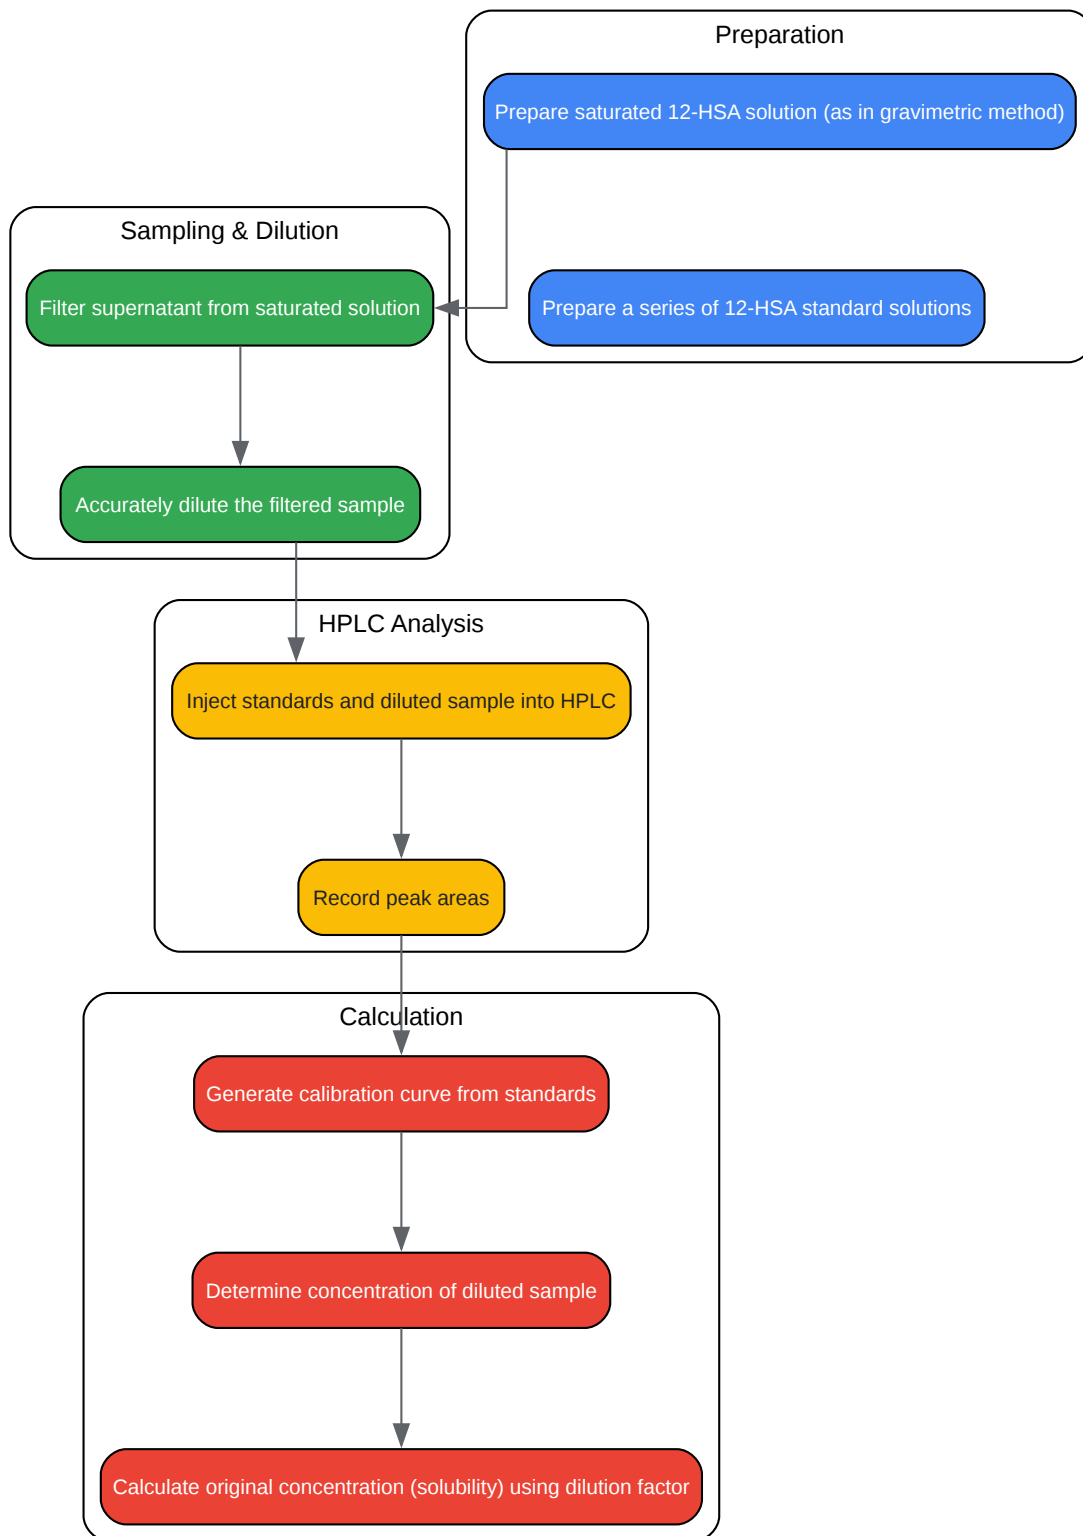 Preparation
Prepare saturated 12-HSA solution (as in gravimetric method)
Prepare a series of 12-HSA standard solutions
Sampling & Dilution
Filter supernatant from saturated solution
Accurately dilute the filtered sample
HPLC Analysis
Inject standards and diluted sample into HPLC
Record peak areas
Calculation
Generate calibration curve from standards
Determine concentration of diluted sample
Calculate original concentration (solubility) using dilution factor